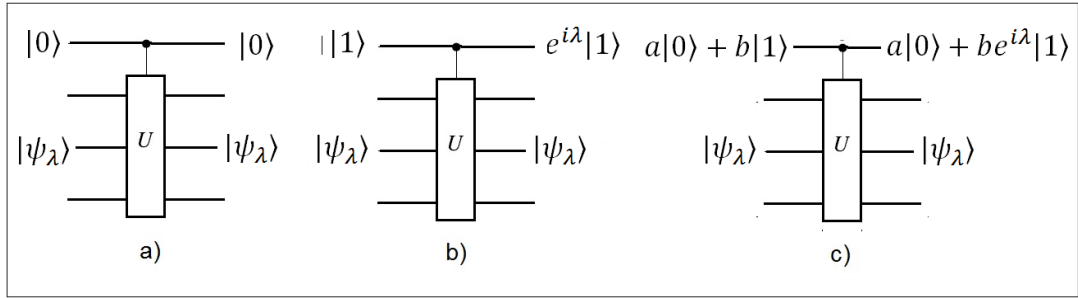 |0⟩ |0⟩ ||1⟩ e^{iλ}|1⟩ a|0⟩ + b|1⟩ a|0⟩ + be^{iλ}|1⟩
|ψ_λ⟩ U |ψ_λ⟩ |ψ_λ⟩ U |ψ_λ⟩ |ψ_λ⟩ U |ψ_λ⟩
a) b) c)